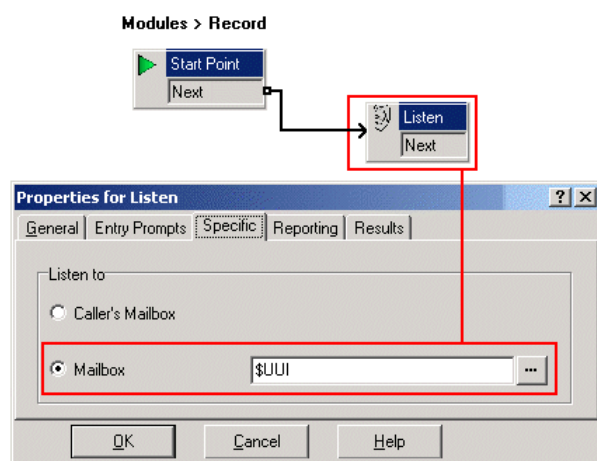 Modules > Record
Start Point
Next
Listen
Next
Properties for Listen
? X
General Entry Prompts Specific Reporting Results
Listen to
Caller's Mailbox
Mailbox $UUI ...
OK Cancel Help